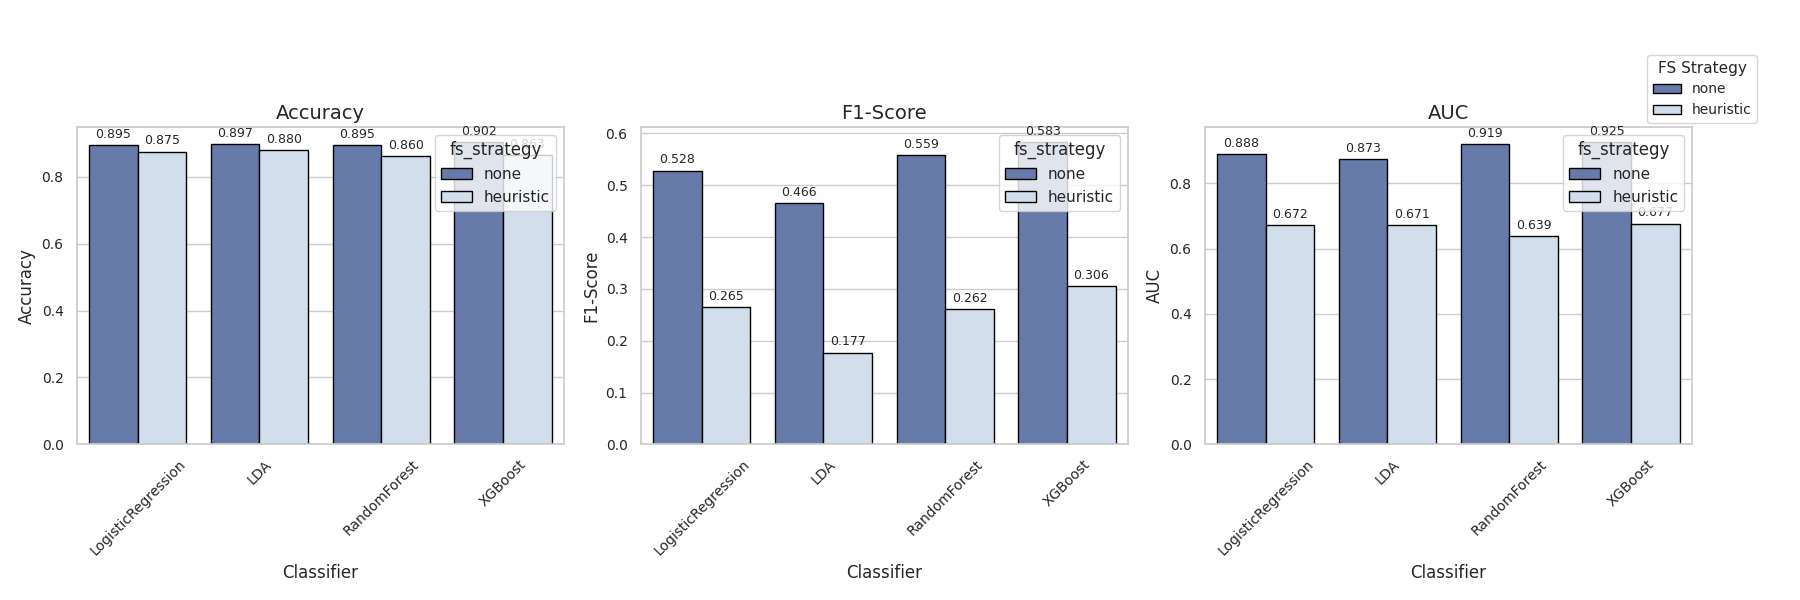 FS Strategy
none
heuristic
Accuracy
0.895
0.875
0.897
0.880
0.895
0.860
0.902
fs_strategy
none
heuristic
0.8
0.6
0.4
0.2
0.0
Accuracy
LogisticRegression
LDA
RandomForest
XGBoost
Classifier
F1-Score
0.528
0.265
0.466
0.177
0.559
0.262
0.583
0.306
fs_strategy
none
heuristic
0.6
0.5
0.4
0.3
0.2
0.1
0.0
F1-Score
LogisticRegression
LDA
RandomForest
XGBoost
Classifier
AUC
0.888
0.672
0.873
0.671
0.919
0.639
0.925
0.677
fs_strategy
none
heuristic
0.8
0.6
0.4
0.2
0.0
AUC
LogisticRegression
LDA
RandomForest
XGBoost
Classifier